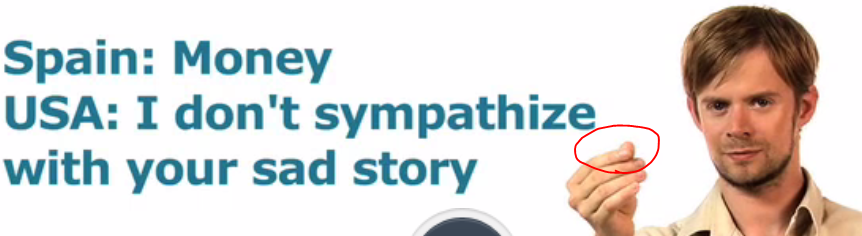 Spain: Money
USA: I don't sympathize
with your sad story